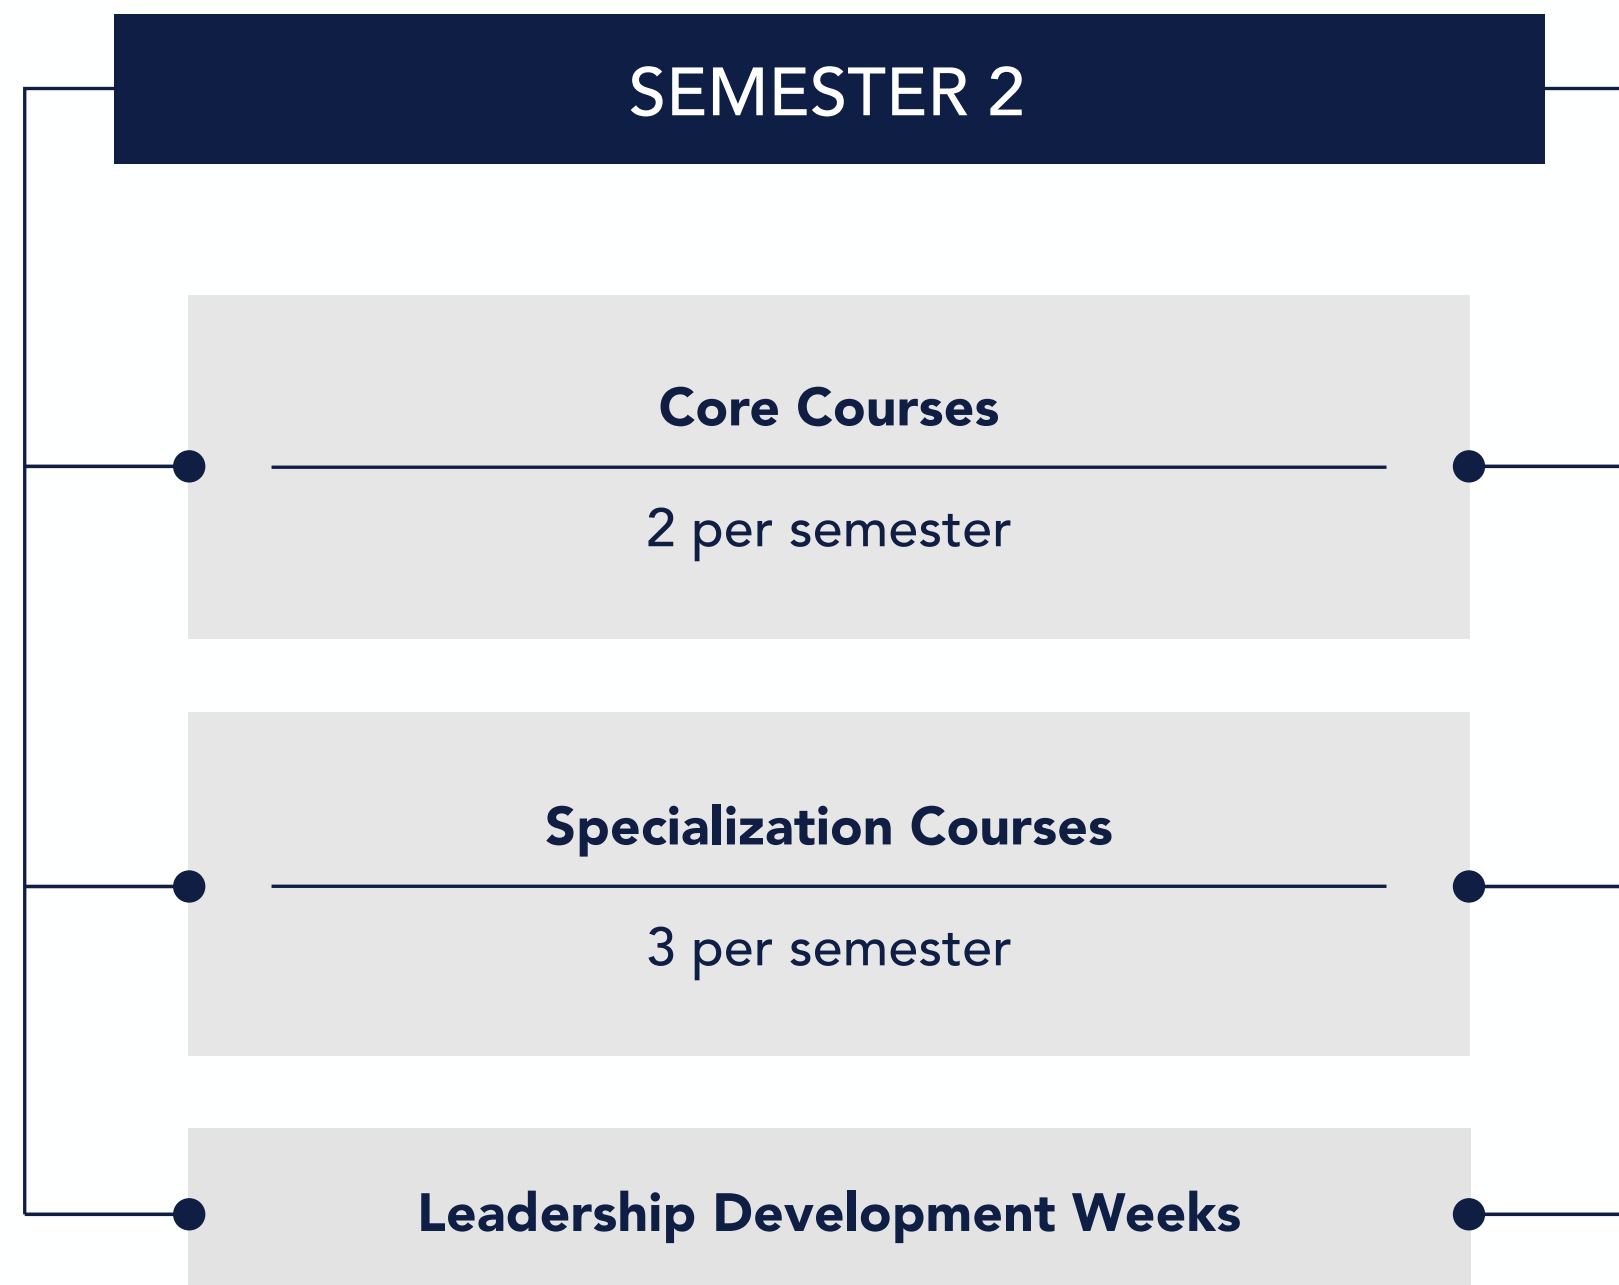 SEMESTER 2
Core Courses
2 per semester
Specialization Courses
3 per semester
Leadership Development Weeks